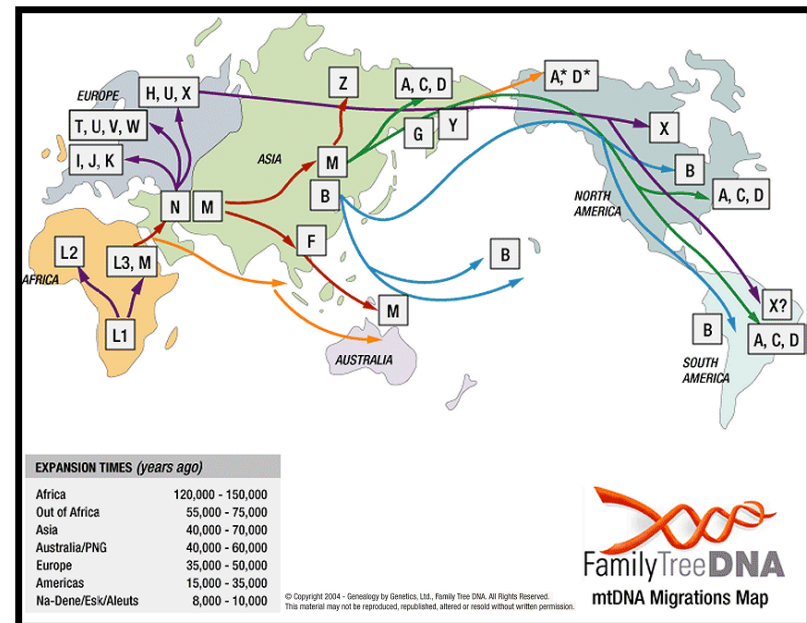 Z
A, C, D
A,* D*
EUROPE
H, U, X
T, U, V, W
G
Y
X
I, J, K
ASIA
M
B
B
A, C, D
N
M
NORTH
AMERICA
L2
L3, M
F
B
AFRICA
L1
M
X?
B
A, C, D
AUSTRALIA
SOUTH
AMERICA
EXPANSION TIMES (years ago)
Africa 120,000 - 150,000
Out of Africa 55,000 - 75,000
Asia 40,000 - 70,000
Australia/PNG 40,000 - 60,000
Europe 35,000 - 50,000
Americas 15,000 - 35,000
Na-Dene/Esk/Aleuts 8,000 - 10,000
FamilyTreeDNA
mtDNA Migrations Map
© Copyright 2004 - Genealogy by Genetics, Ltd., Family Tree DNA. All Rights Reserved.
This material may not be reproduced, republished, altered or resold without written permission.